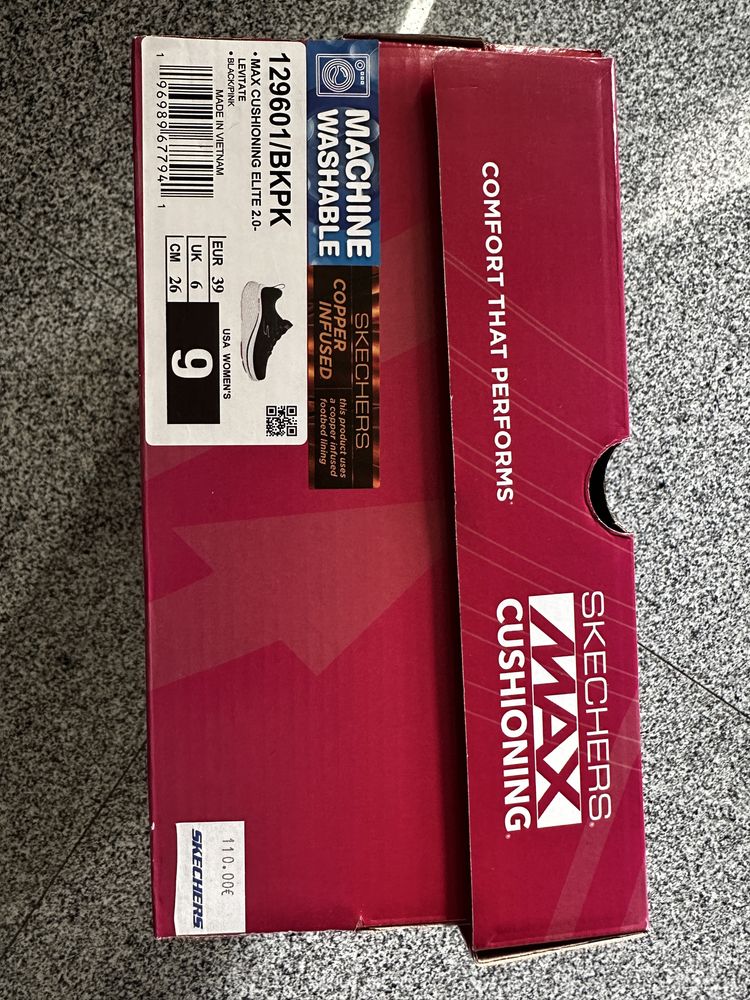 129601/BKPK
• MAX CUSHIONING ELITE 2.0-
LEVITATE
• BLACK/PINK
MADE IN VIETNAM
1 96989 67794 1
EUR 39
UK 6
CM 26
USA WOMEN'S
9
MACHINE
WASHABLE
SKECHERS
COPPER
INFUSED
this product uses
a copper infused
footbed lining
COMFORT THAT PERFORMS
SKECHERS
MAX
CUSHIONING
110.00€
SKECHERS